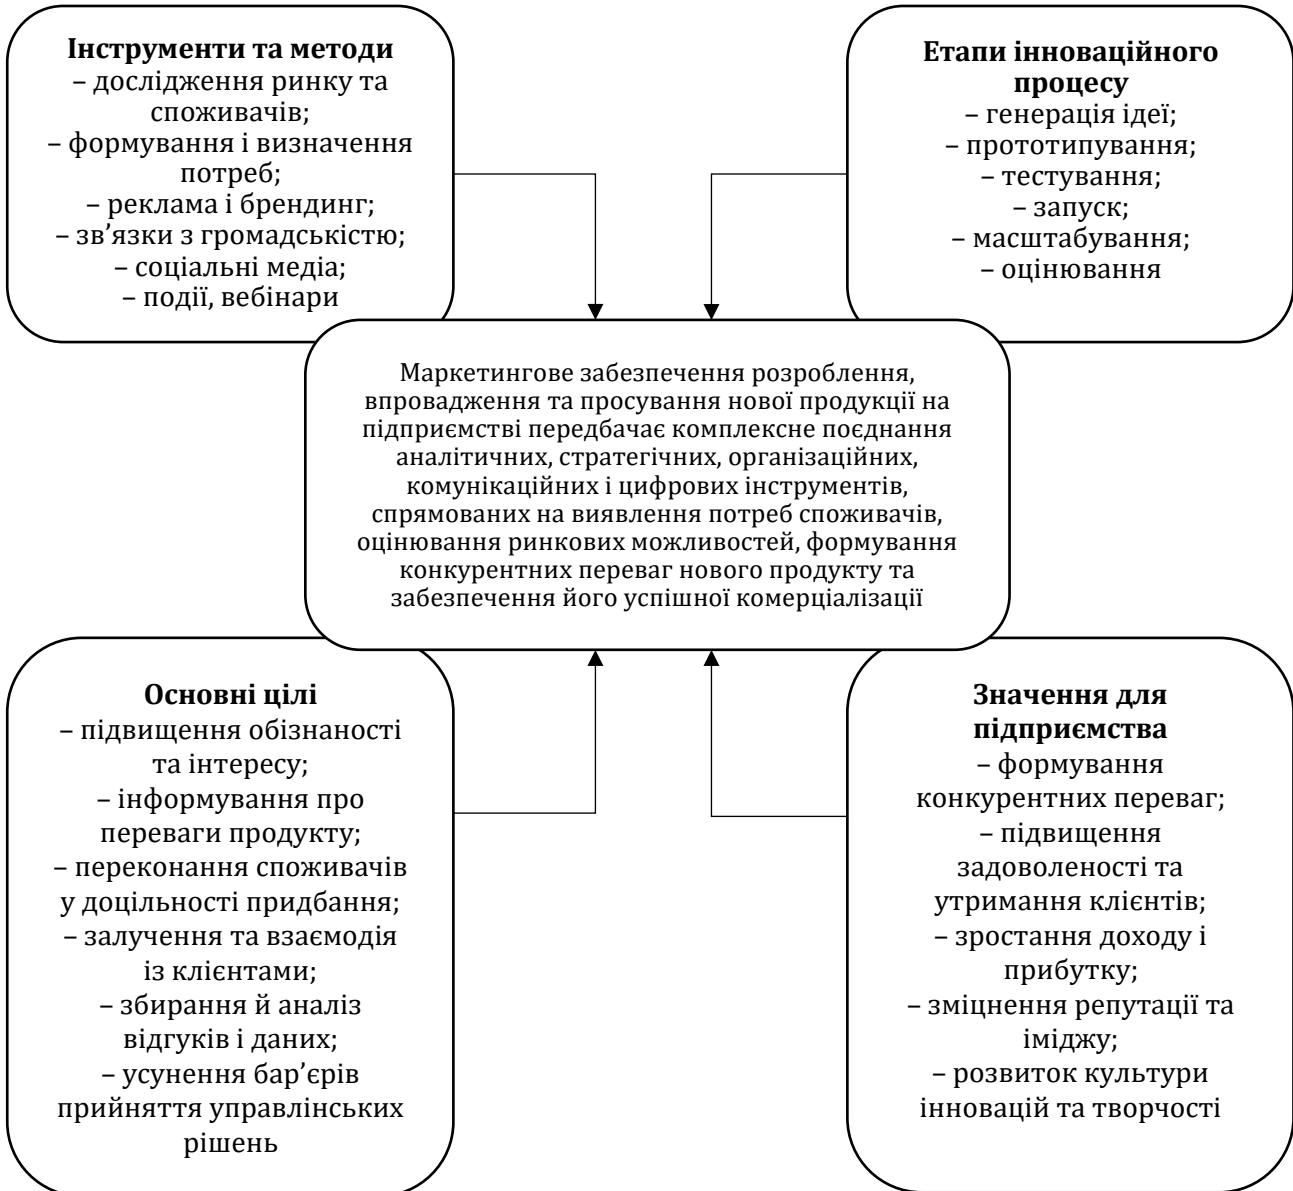 Інструменти та методи
– дослідження ринку та
споживачів;
– формування і визначення
потреб;
– реклама і брендинг;
– зв’язки з громадськістю;
– соціальні медіа;
– події, вебінари
Етапи інноваційного
процесу
– генерація ідеї;
– прототипування;
– тестування;
– запуск;
– масштабування;
– оцінювання
Маркетингове забезпечення розроблення,
впровадження та просування нової продукції на
підприємстві передбачає комплексне поєднання
аналітичних, стратегічних, організаційних,
комунікаційних і цифрових інструментів,
спрямованих на виявлення потреб споживачів,
оцінювання ринкових можливостей, формування
конкурентних переваг нового продукту та
забезпечення його успішної комерціалізації
Основні цілі
– підвищення обізнаності
та інтересу;
– інформування про
переваги продукту;
– переконання споживачів
у доцільності придбання;
– залучення та взаємодія
із клієнтами;
– збирання й аналіз
відгуків і даних;
– усунення бар’єрів
прийняття управлінських
рішень
Значення для
підприємства
– формування
конкурентних переваг;
– підвищення
задоволеності та
утримання клієнтів;
– зростання доходу і
прибутку;
– зміцнення репутації та
іміджу;
– розвиток культури
інновацій та творчості